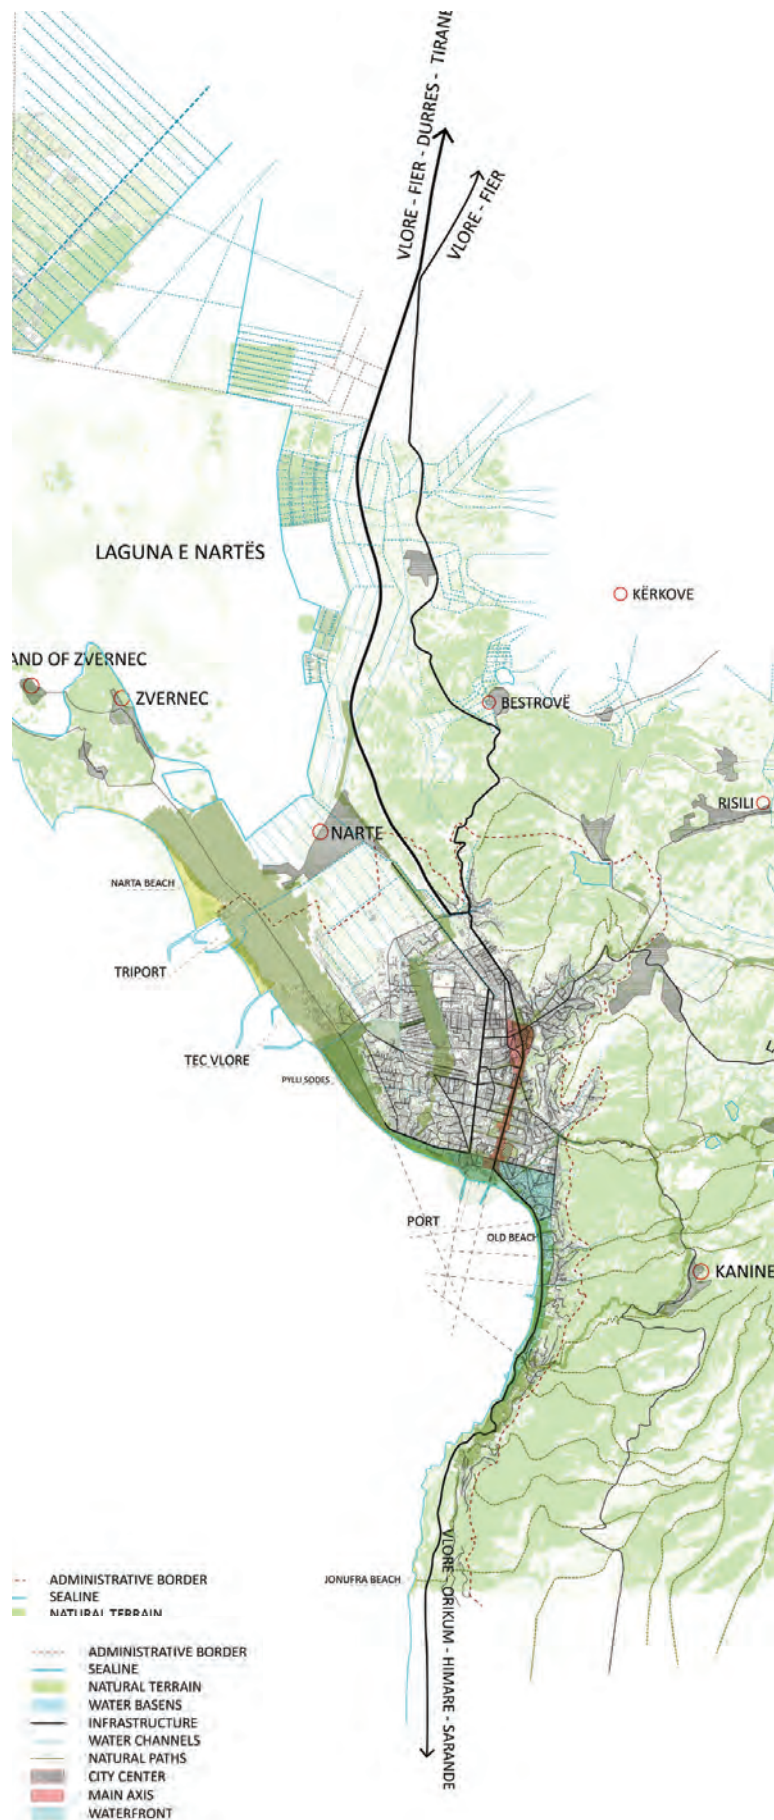 VLORE - FIER - DURRES - TIRANE
VLORE - FIER
LAGUNA E NARTËS
KËRKOVE
AND OF ZVERNEC
ZVERNEC
BESTROVË
RISILI
NARTE
NARTA BEACH
TRIPORT
TEC VLORE
PYLLI SODES
PORT
OLD BEACH
KANINE
JONUFRA BEACH
VLORE - ORIKUM - HIMARE - SARANDE
ADMINISTRATIVE BORDER
SEALINE
NATURAL TERRAIN
ADMINISTRATIVE BORDER
SEALINE
NATURAL TERRAIN
WATER BASENS
INFRASTRUCTURE
WATER CHANNELS
NATURAL PATHS
CITY CENTER
MAIN AXIS
WATERFRONT